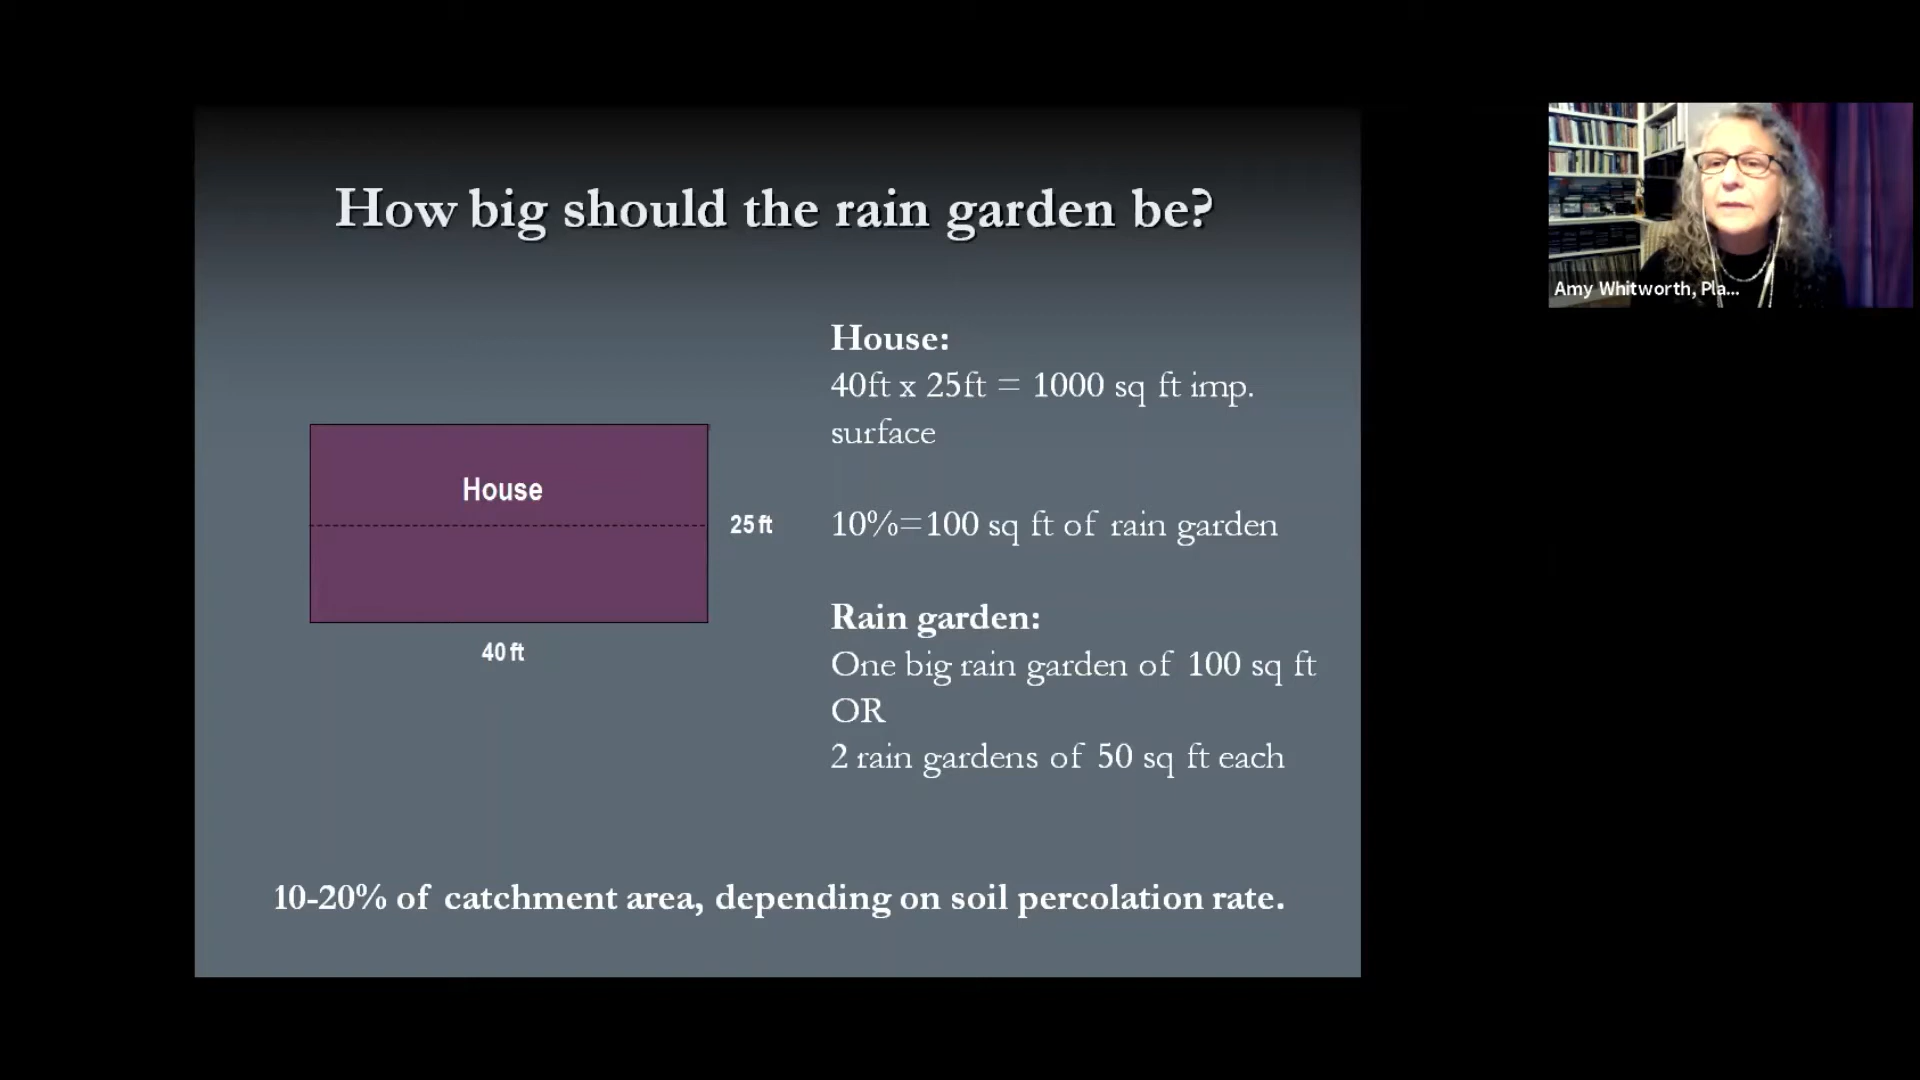 How big should the rain garden be?
House
25 ft
40 ft
House:
40ft x 25ft = 1000 sq ft imp.
surface
10%=100 sq ft of rain garden
Rain garden:
One big rain garden of 100 sq ft
OR
2 rain gardens of 50 sq ft each
10-20% of catchment area, depending on soil percolation rate.
Amy Whitworth, Pla...